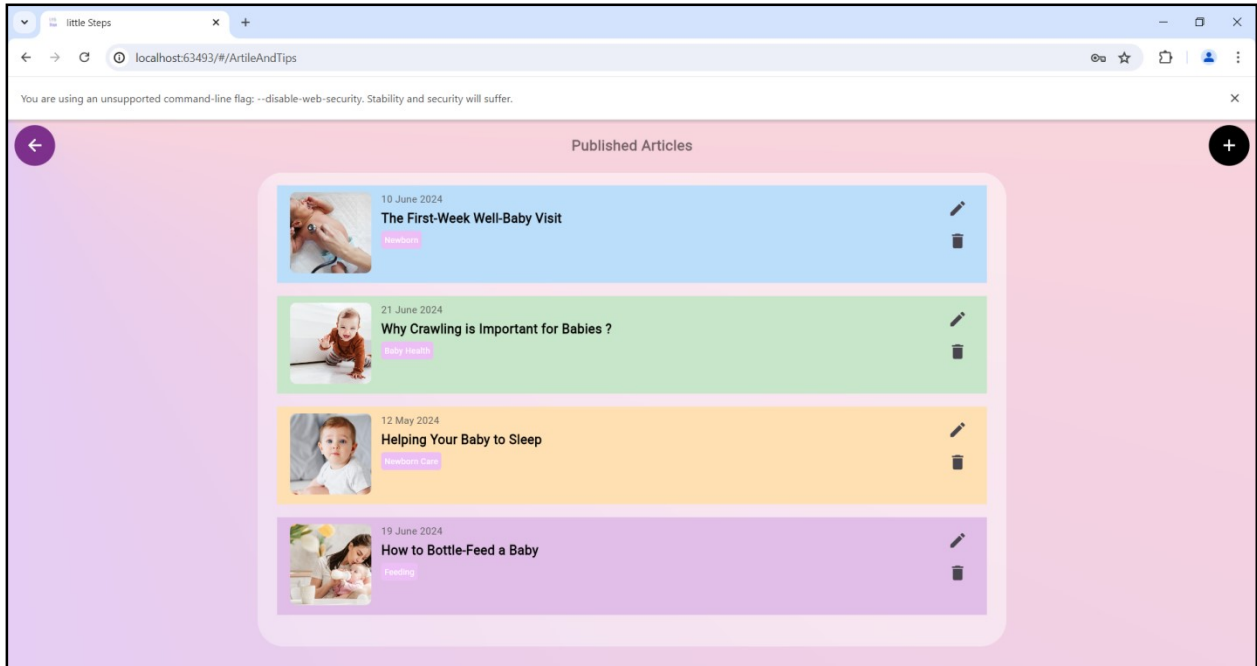 little Steps
localhost:63493/#/ArtileAndTips
You are using an unsupported command-line flag: --disable-web-security. Stability and security will suffer.
Published Articles
10 June 2024
The First-Week Well-Baby Visit
Newborn
21 June 2024
Why Crawling is Important for Babies ?
Baby Health
12 May 2024
Helping Your Baby to Sleep
Newborn Care
19 June 2024
How to Bottle-Feed a Baby
Feeding